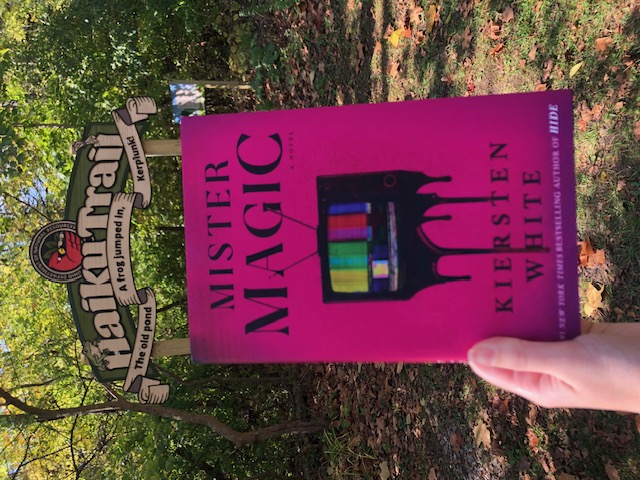 Haiku Trail
The old pond
A frog jumped in,
Kerplunk!
MISTER
MAGIC
A NOVEL
KIERSTEN
WHITE
#1 NEW YORK TIMES BESTSELLING AUTHOR OF HIDE